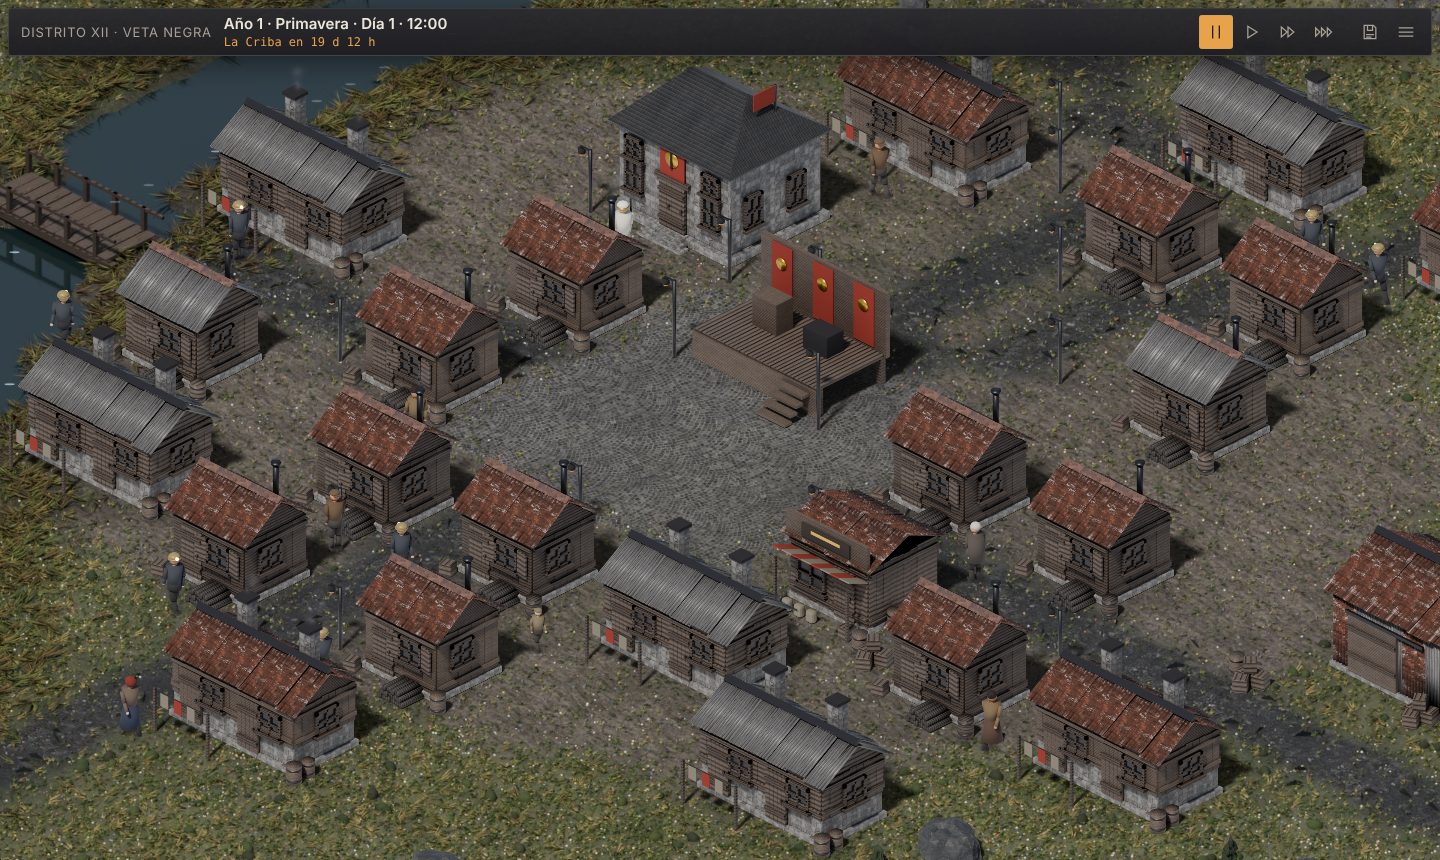 DISTRITO XII · VETA NEGRA
Año 1 · Primavera · Día 1 · 12:00
La Criba en 19 d 12 h